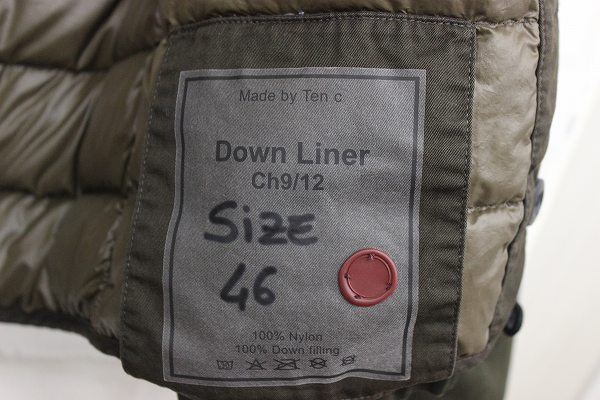 Made by Ten c
Down Liner
Ch9/12
SiZE
46
100% Nylon
100% Down filling